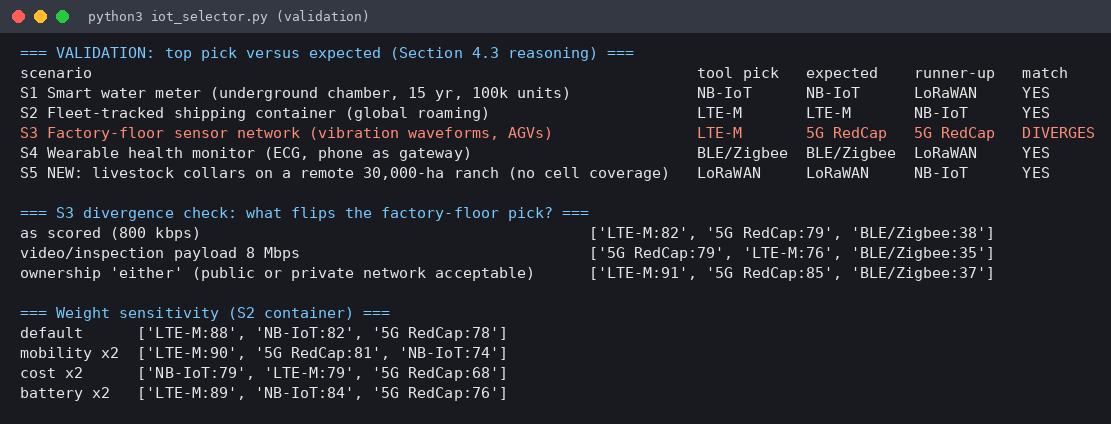 python3 iot_selector.py (validation)
=== VALIDATION: top pick versus expected (Section 4.3 reasoning) ===
scenario tool pick expected runner-up match
S1 Smart water meter (underground chamber, 15 yr, 100k units) NB-IoT NB-IoT LoRaWAN YES
S2 Fleet-tracked shipping container (global roaming) LTE-M LTE-M NB-IoT YES
S3 Factory-floor sensor network (vibration waveforms, AGVs) LTE-M 5G RedCap 5G RedCap DIVERGES
S4 Wearable health monitor (ECG, phone as gateway) BLE/Zigbee BLE/Zigbee LoRaWAN YES
S5 NEW: livestock collars on a remote 30,000-ha ranch (no cell coverage) LoRaWAN LoRaWAN NB-IoT YES
=== S3 divergence check: what flips the factory-floor pick? ===
as scored (800 kbps) ['LTE-M:82', '5G RedCap:79', 'BLE/Zigbee:38']
video/inspection payload 8 Mbps ['5G RedCap:79', 'LTE-M:76', 'BLE/Zigbee:35']
ownership 'either' (public or private network acceptable) ['LTE-M:91', '5G RedCap:85', 'BLE/Zigbee:37']
=== Weight sensitivity (S2 container) ===
default ['LTE-M:88', 'NB-IoT:82', '5G RedCap:78']
mobility x2 ['LTE-M:90', '5G RedCap:81', 'NB-IoT:74']
cost x2 ['NB-IoT:79', 'LTE-M:79', '5G RedCap:68']
battery x2 ['LTE-M:89', 'NB-IoT:84', '5G RedCap:76']